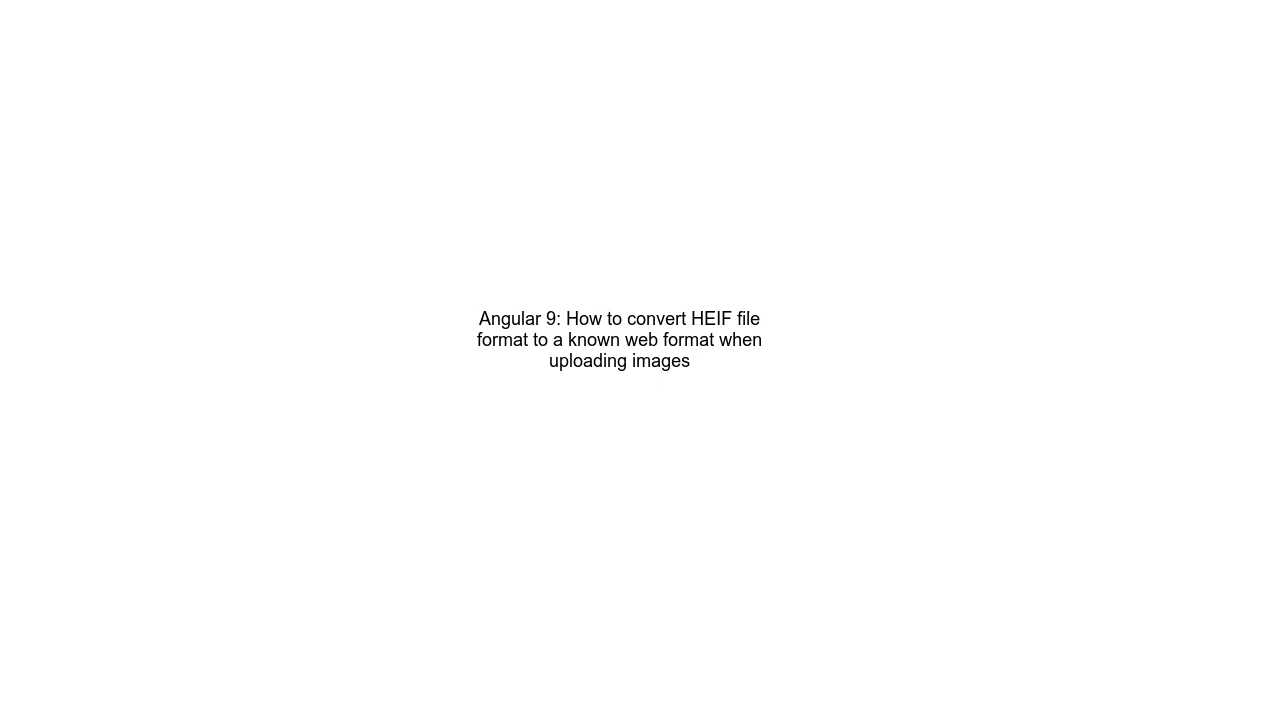 Angular 9: How to convert HEIF file
format to a known web format when
uploading images